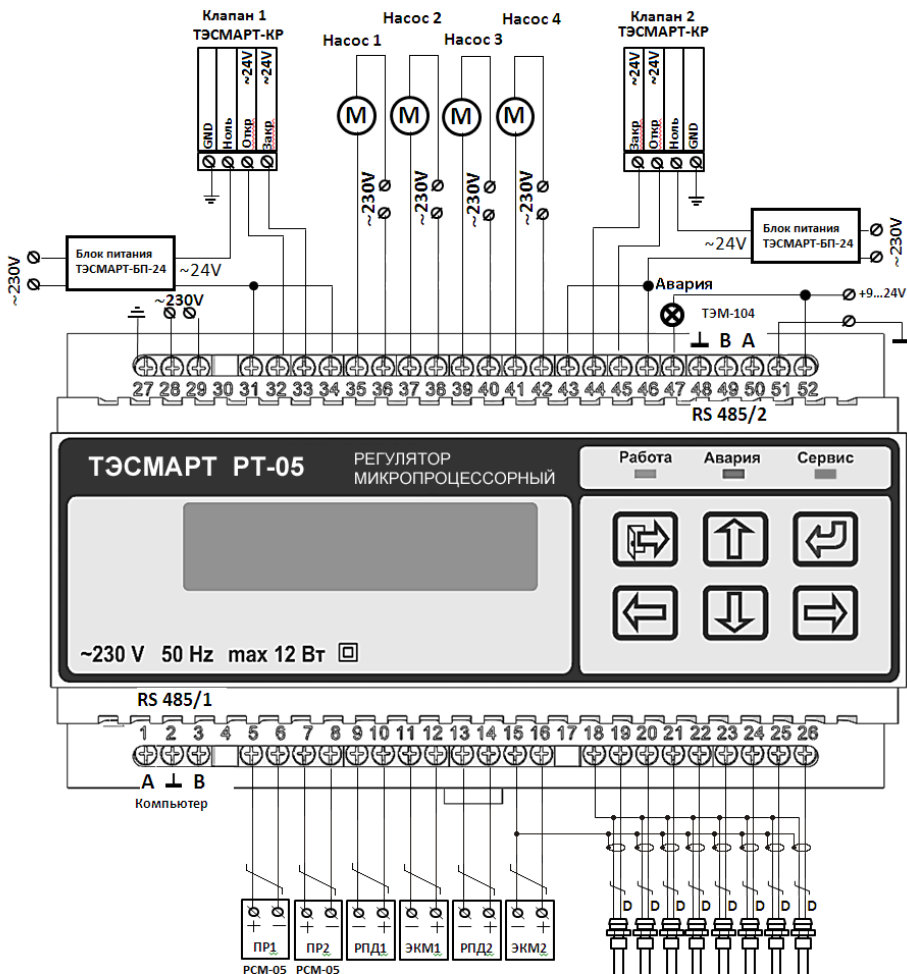 Клапан 1
ТЭСМАРТ-КР
Насос 1
Насос 2
Насос 3
Насос 4
Клапан 2
ТЭСМАРТ-КР
GND
Ноль
Откр ~24V
Закр ~24V
M M M M
Закр ~24V
Откр ~24V
Ноль
GND
~230V ~230V ~230V ~230V
~230V
Блок питания
ТЭСМАРТ-БП-24
~24V
~230V
~24V
Блок питания
ТЭСМАРТ-БП-24
~230V
Авария
ТЭМ-104
+9...24V
B A
27 28 29 30 31 32 33 34 35 36 37 38 39 40 41 42 43 44 45 46 47 48 49 50 51 52
RS 485/2
ТЭСМАРТ РТ-05
РЕГУЛЯТОР
МИКРОПРОЦЕССОРНЫЙ
Работа Авария Сервис
~230 V 50 Hz max 12 Вт
RS 485/1
1 2 3 4 5 6 7 8 9 10 11 12 13 14 15 16 17 18 19 20 21 22 23 24 25 26
A B
Компьютер
D D D D D D D D
+ − + − − + − + − + − +
ПР1 ПР2 РПД1 ЭКМ1 РПД2 ЭКМ2
РСМ-05 РСМ-05